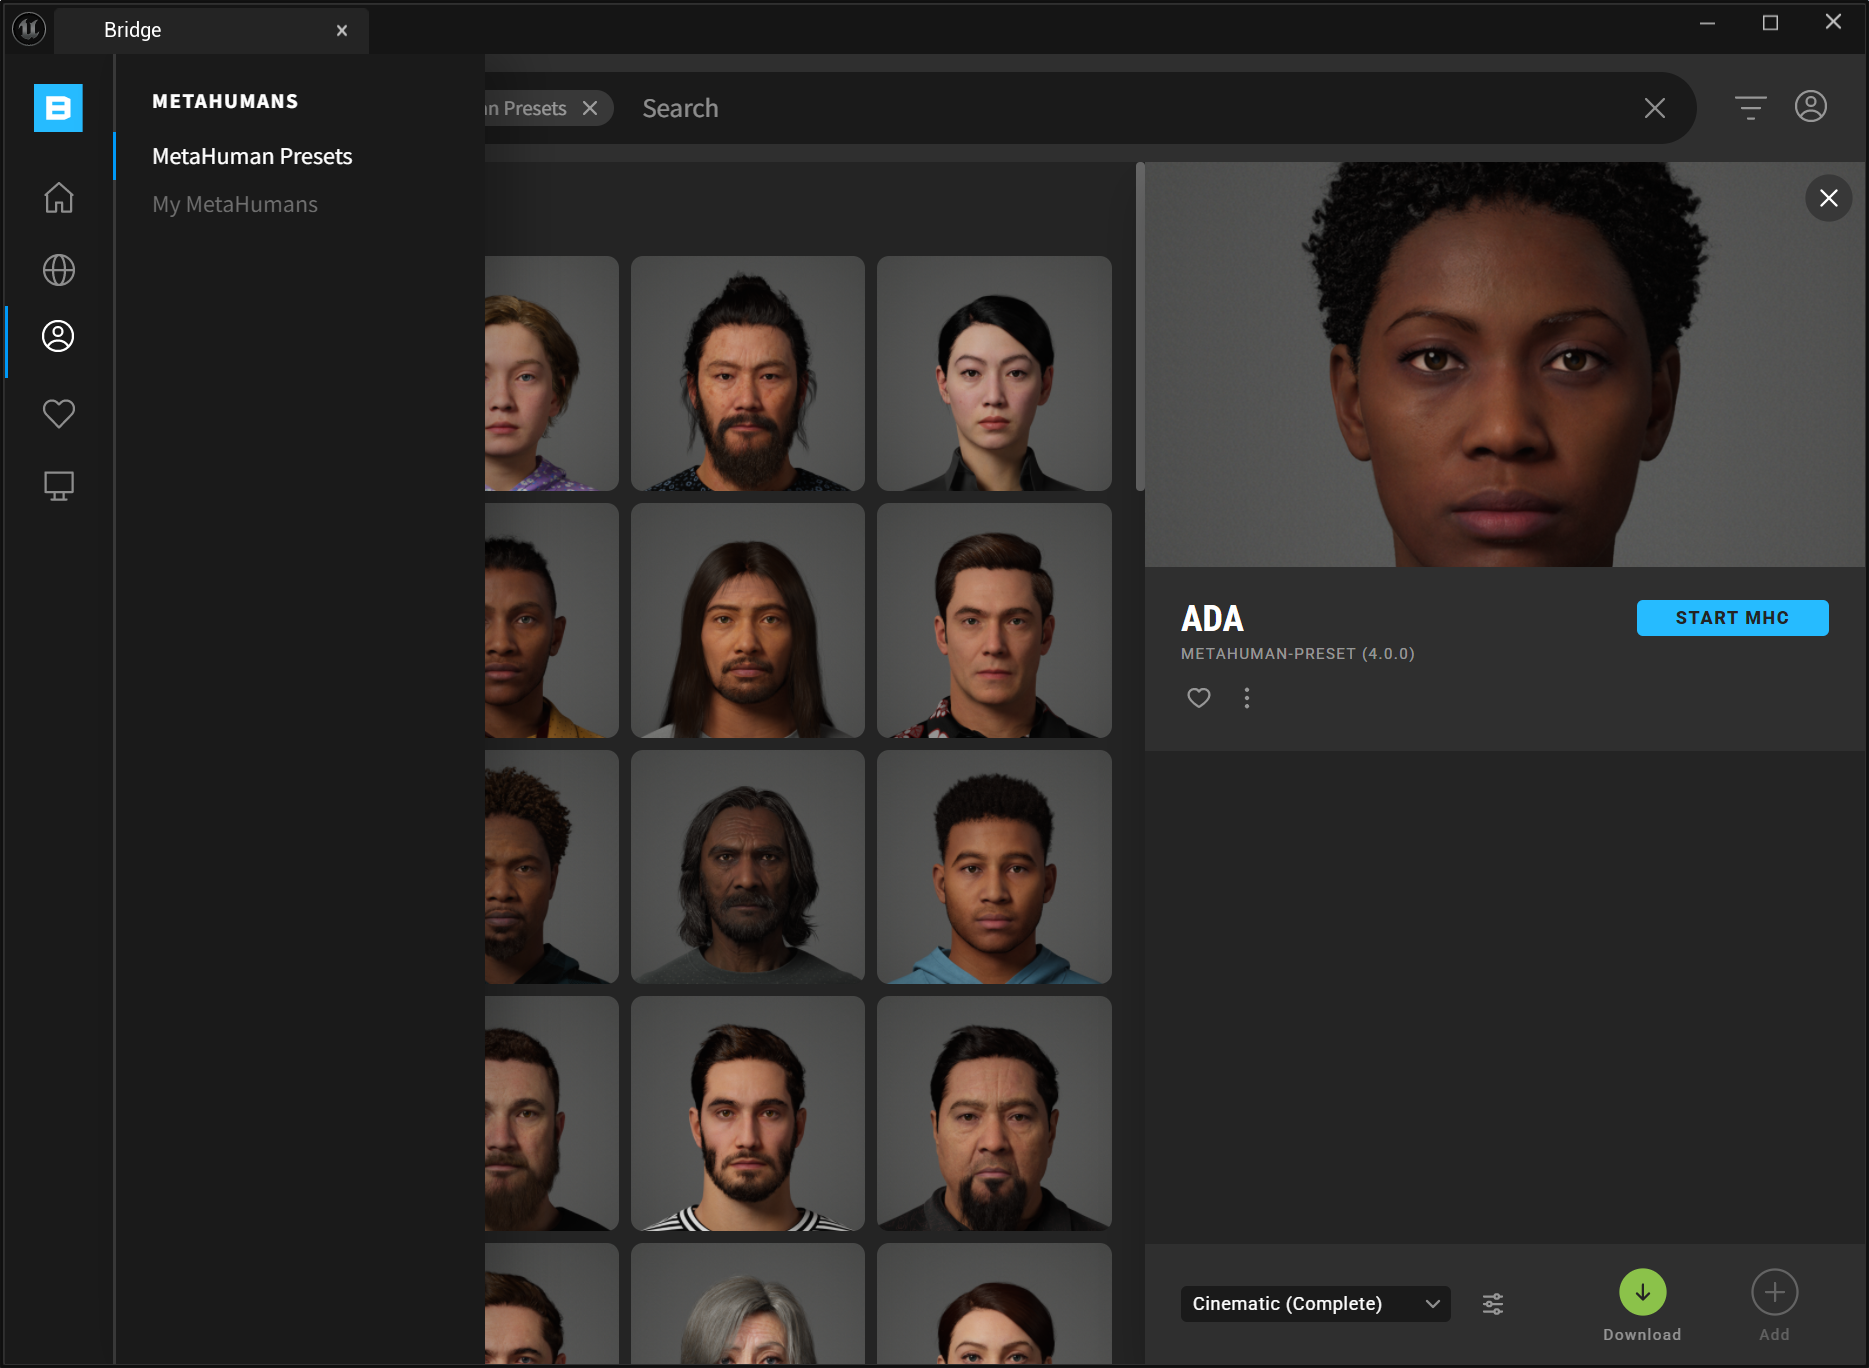 Bridge
METAHUMANS
MetaHuman Presets
My MetaHumans
n Presets
Search
ADA
START MHC
METAHUMAN-PRESET (4.0.0)
Cinematic (Complete)
Download
Add